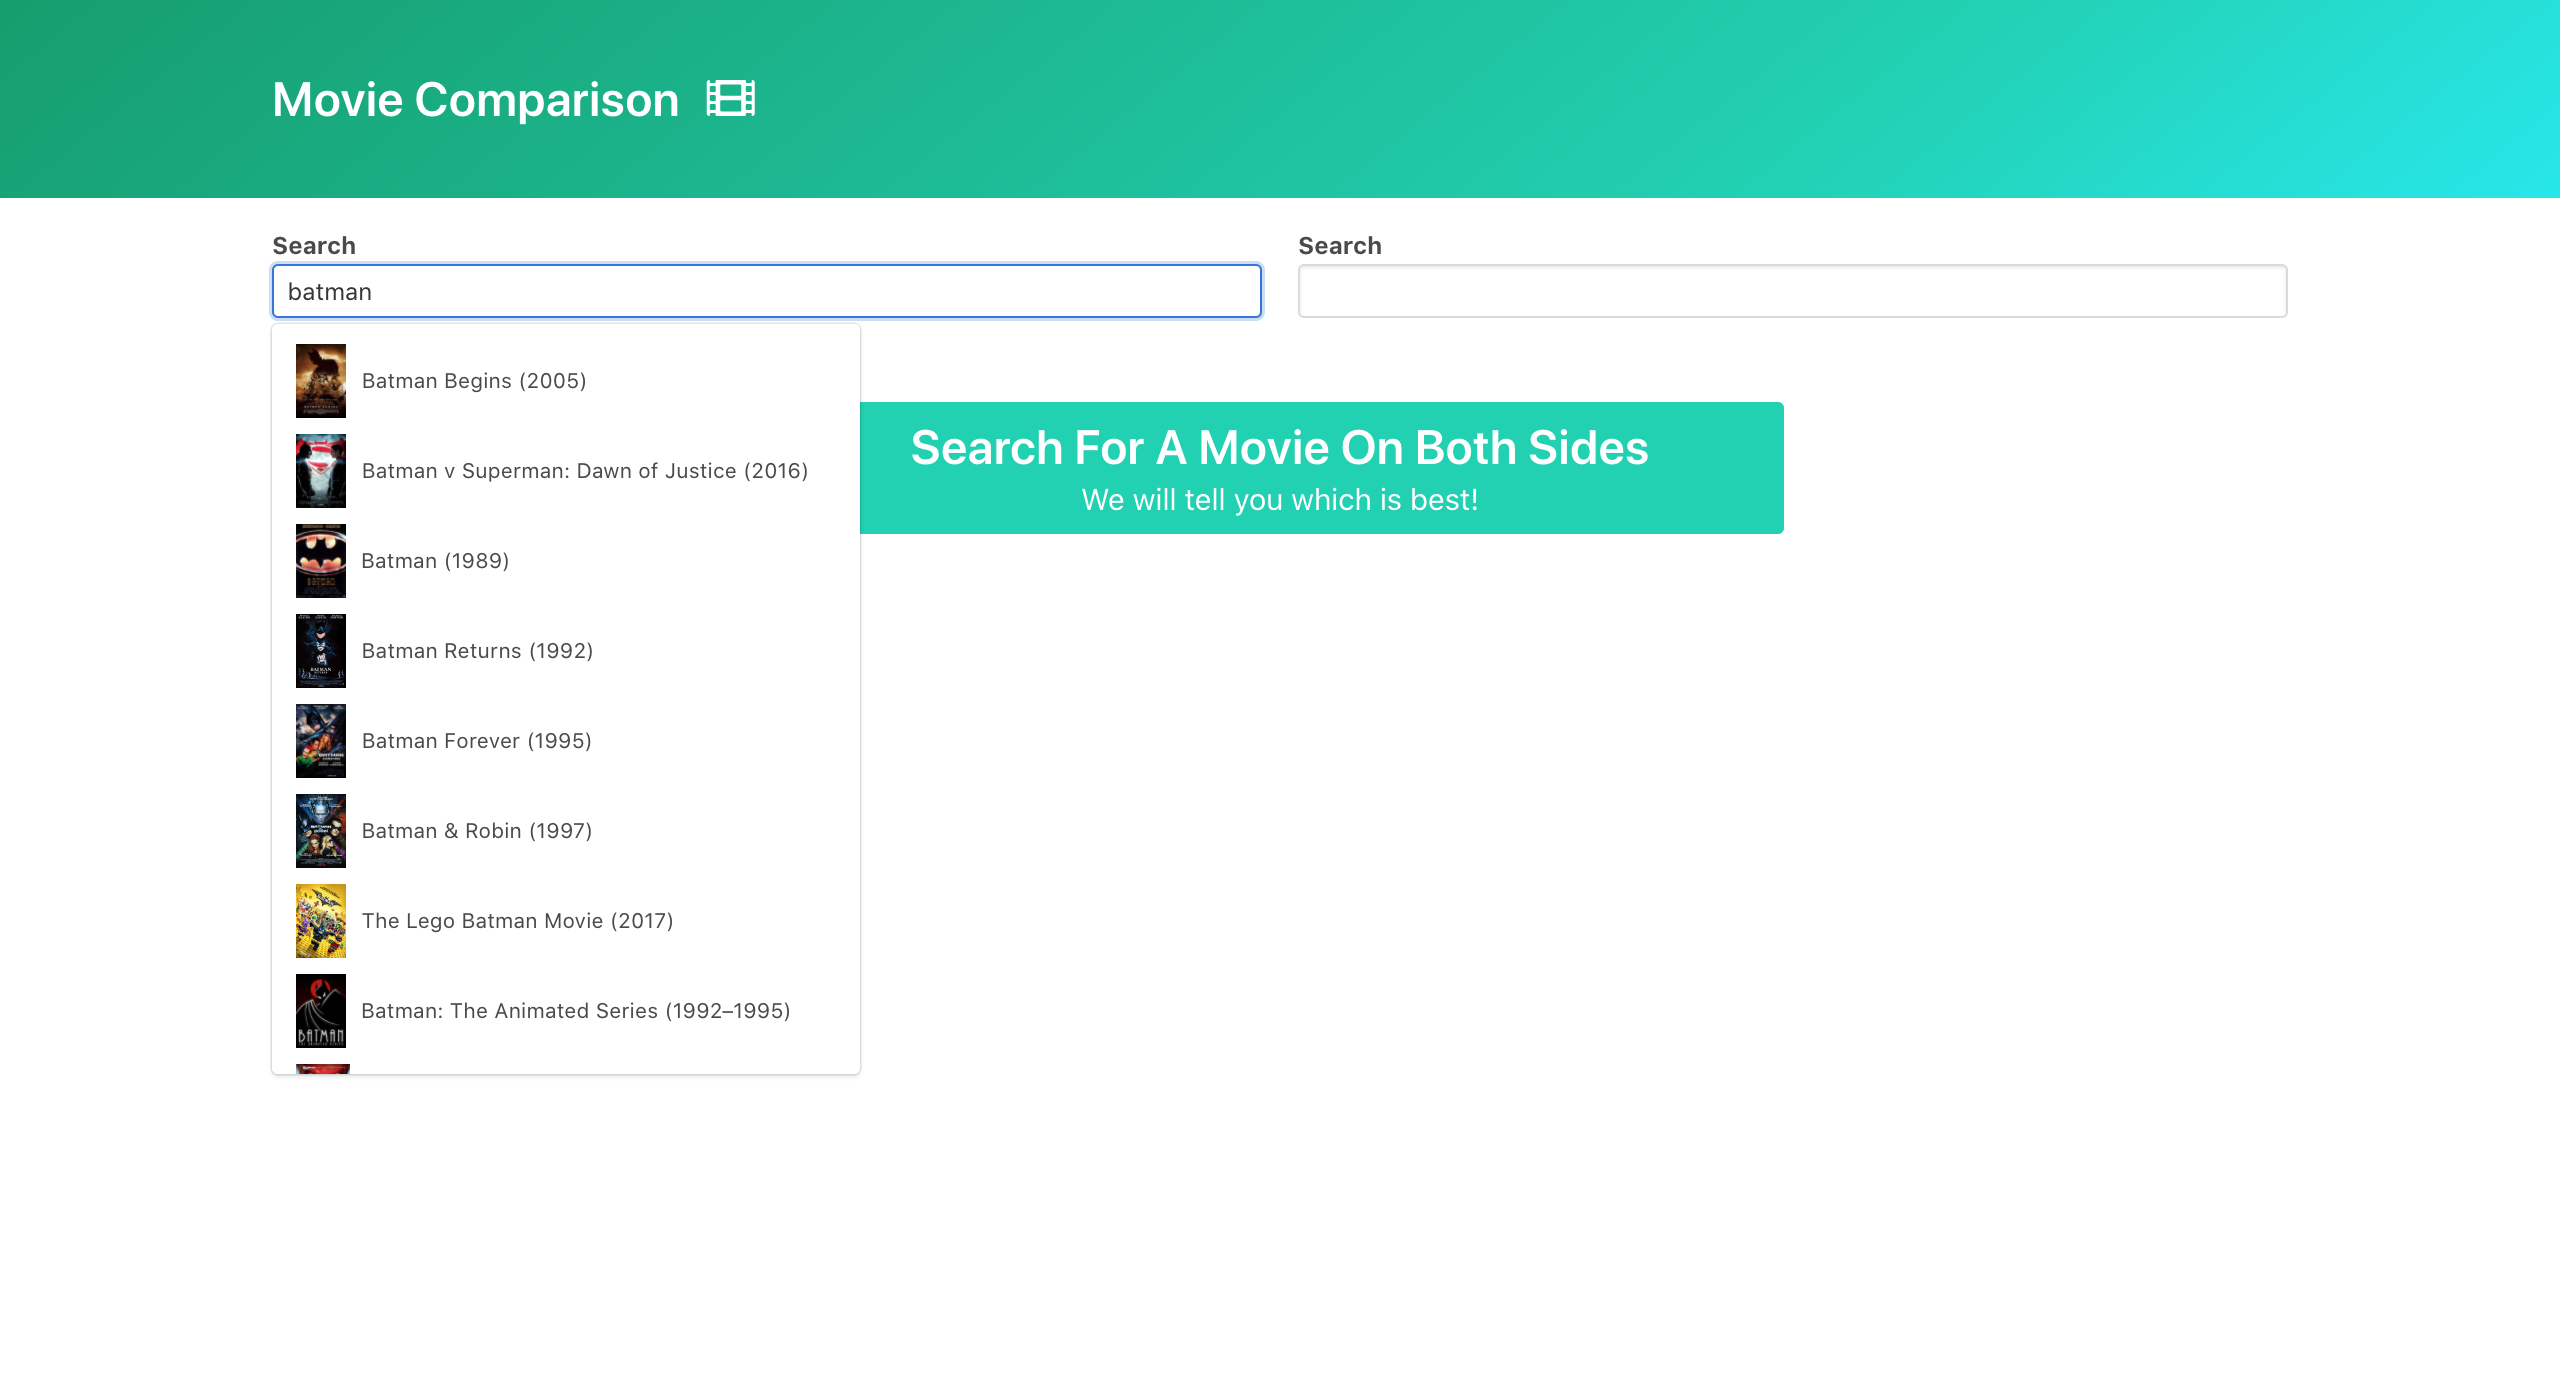 Movie Comparison
Search
batman
Search
Batman Begins (2005)
Batman v Superman: Dawn of Justice (2016)
Batman (1989)
Batman Returns (1992)
Batman Forever (1995)
Batman & Robin (1997)
The Lego Batman Movie (2017)
Batman: The Animated Series (1992–1995)
BATMAN
Search For A Movie On Both Sides
We will tell you which is best!